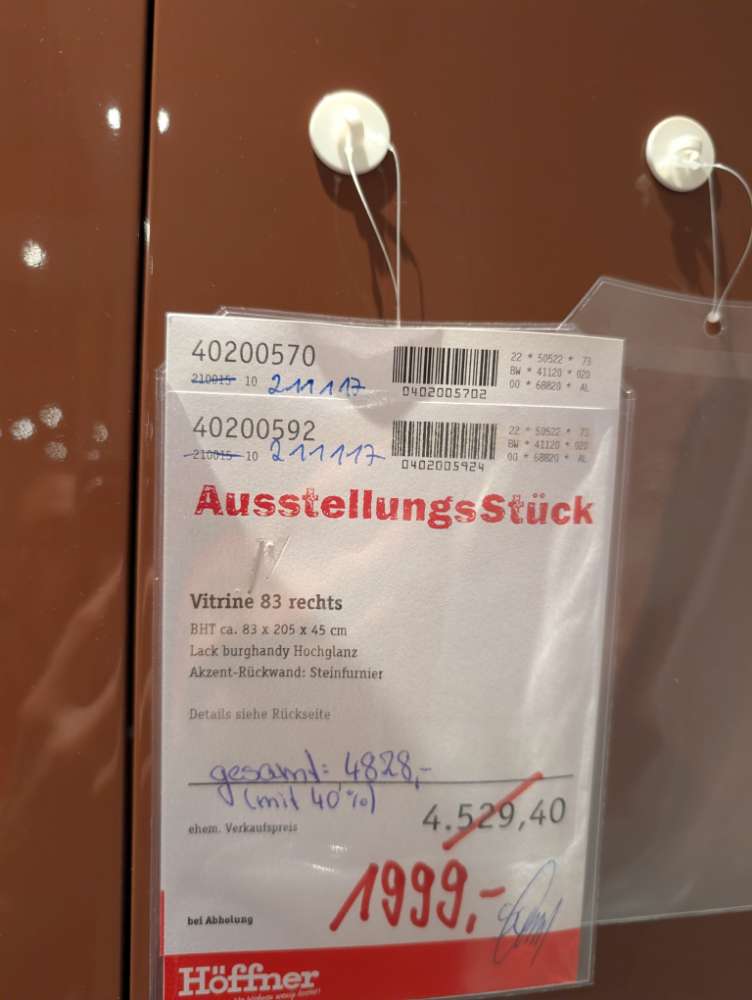 40200570
210015 10 211117
0402005702
22 * 50522 * 73
BW * 41120 * 020
00 * 68820 * AL
40200592
210015 10 211117
0402005924
22 * 50522 * 73
BW * 41120 * 020
00 * 68820 * AL
AusstellungsStück
Vitrine 83 rechts
BHT ca. 83 x 205 x 45 cm
Lack burghandy Hochglanz
Akzent-Rückwand: Steinfurnier
Details siehe Rückseite
gesamt: 4828,-
(mit 40%)
4.529,40
ehem. Verkaufspreis
1999,-
bei Abholung
Höffner